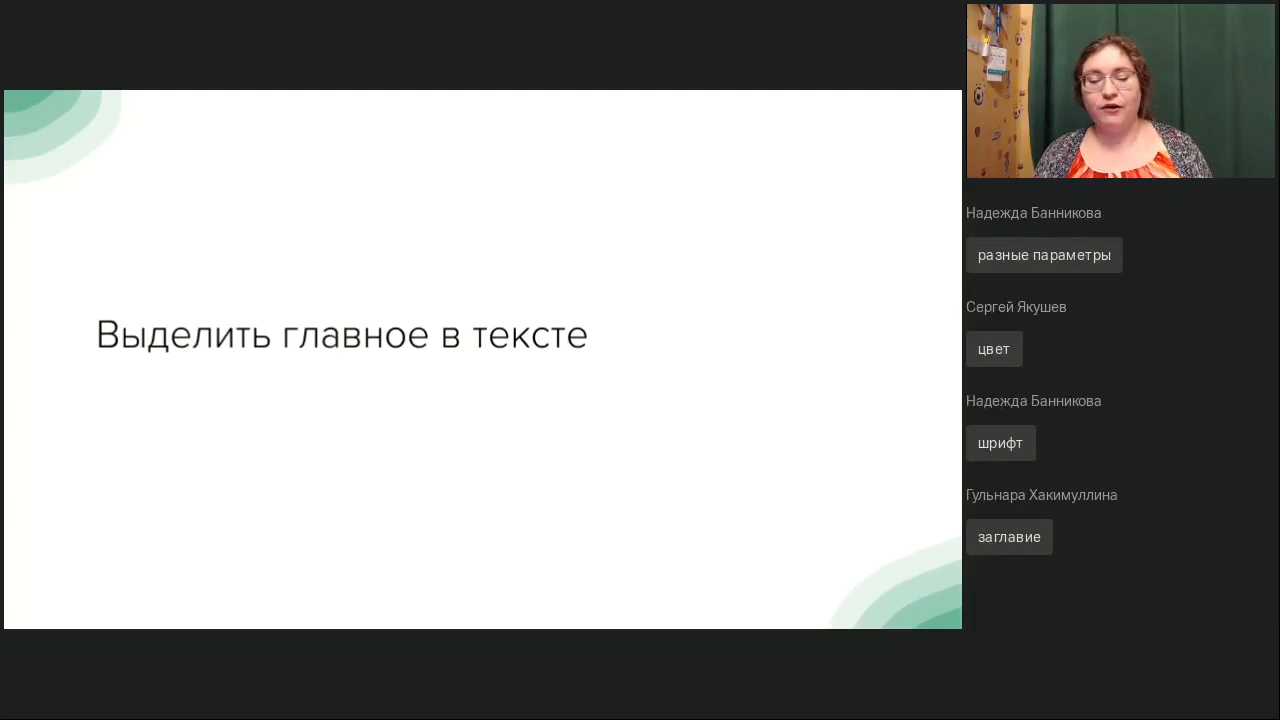 Выделить главное в тексте
Надежда Банникова
разные параметры
Сергей Якушев
цвет
Надежда Банникова
шрифт
Гульнара Хакимуллина
заглавие